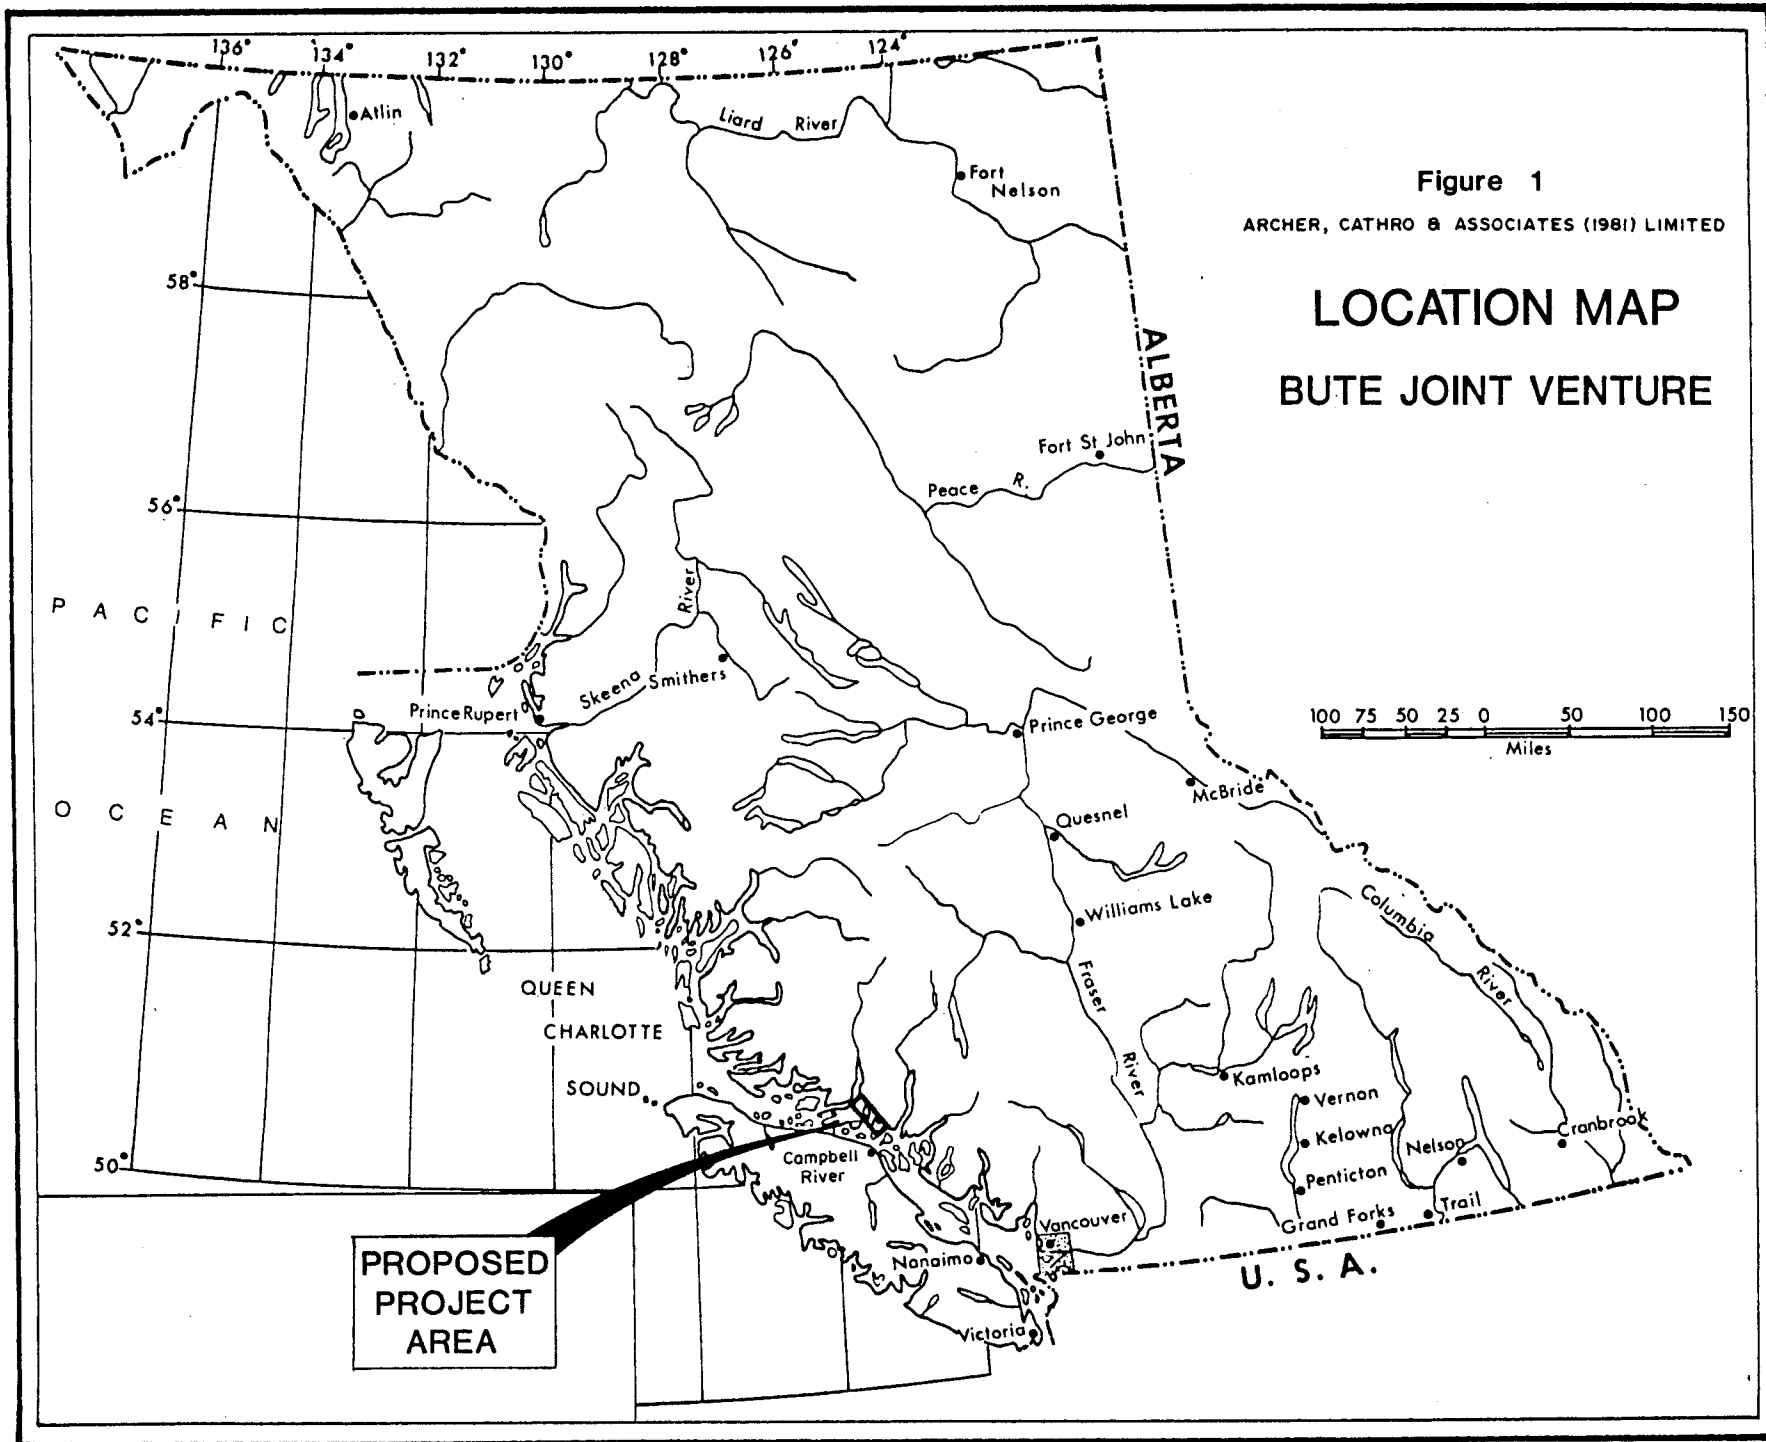 136° 134° 132° 130° 128° 126° 124°
Atlin
Liard River
Fort
Nelson
Figure 1
ARCHER, CATHRO & ASSOCIATES (1981) LIMITED
LOCATION MAP
BUTE JOINT VENTURE
58°
ALBERTA
Fort St John
Peace R.
56°
PACIFIC
River
Skeena
Smithers
Prince Rupert
54°
Prince George
100 75 50 25 0 50 100 150
Miles
McBride
OCEAN
Quesnel
Williams Lake
Columbia
River
52°
Fraser
River
QUEEN
CHARLOTTE
SOUND
Kamloops
Vernon
Kelowna
Nelson
Cranbrook
Penticton
Trail
Grand Forks
50°
Campbell
River
Vancouver
Nanaimo
Victoria
U. S. A.
PROPOSED
PROJECT
AREA